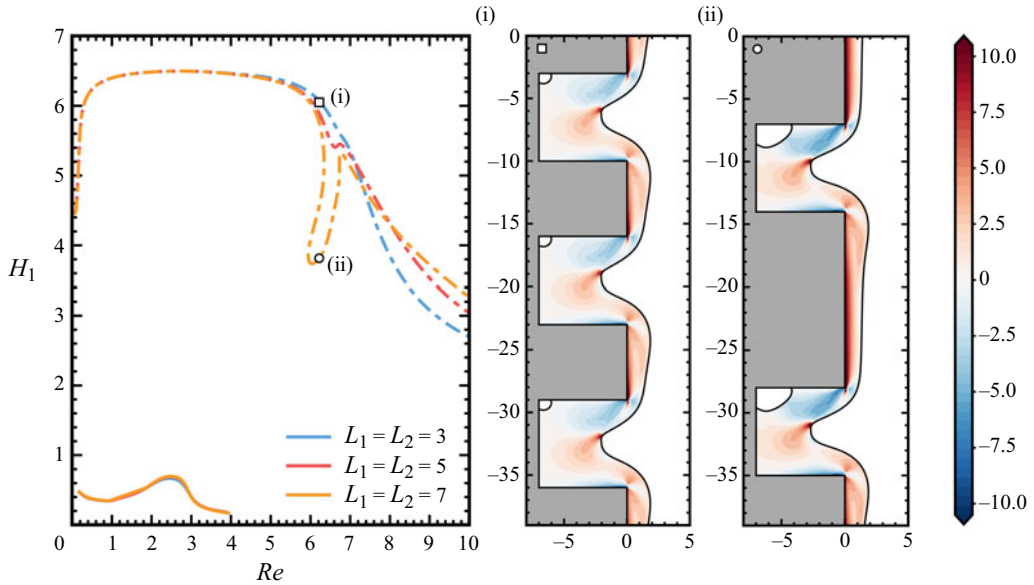 (i)
(ii)
7
6
5
4
3
2
1
H₁
(i)
(ii)
L₁ = L₂ = 3
L₁ = L₂ = 5
L₁ = L₂ = 7
0 1 2 3 4 5 6 7 8 9 10
Re
0
–5
–10
–15
–20
–25
–30
–35
–5 0 5
0
–5
–10
–15
–20
–25
–30
–35
–5 0 5
10.0
7.5
5.0
2.5
0
–2.5
–5.0
–7.5
–10.0